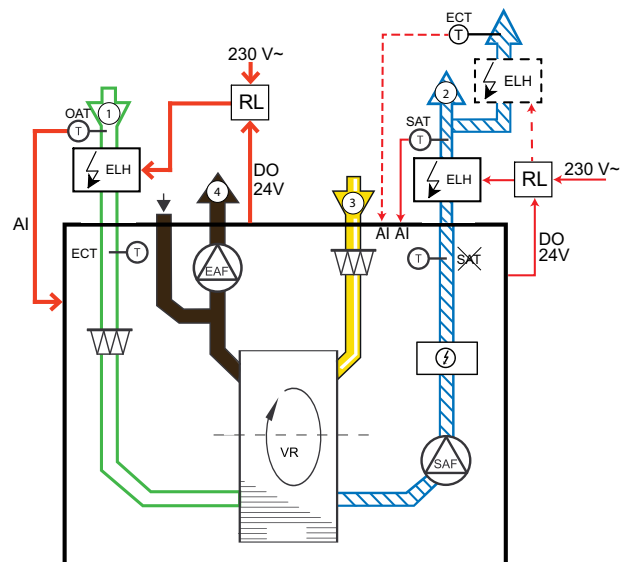 ECT
T
230 V~
ELH
1
RL
2
OAT
T
SAT
T
ELH
4
ELH
RL
230 V~
DO
24V
3
AI
AI AI
DO
24V
ECT
T
T
SAT
EAF
VR
SAF